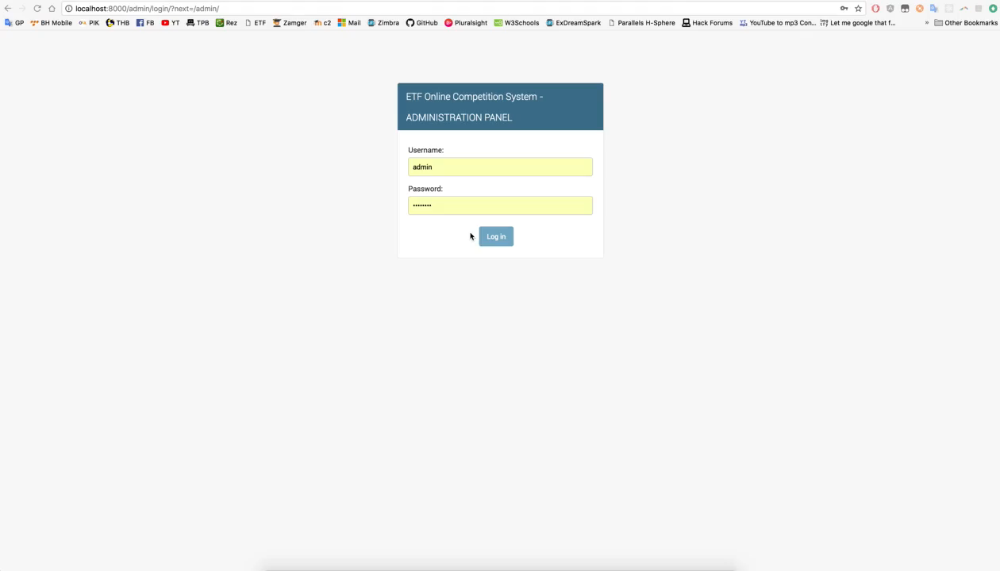 localhost:8000/admin/login/?next=/admin/
GP BH Mobile PIK THB FB YT TPB Rez ETF Zamger c2 Mail Zimbra GitHub Pluralsight W3Schools ExDreamSpark Parallels H-Sphere Hack Forums YouTube to mp3 Con... Let me google that f... » Other Bookmarks
ETF Online Competition System -
ADMINISTRATION PANEL
Username:
admin
Password:
••••••••
Log in